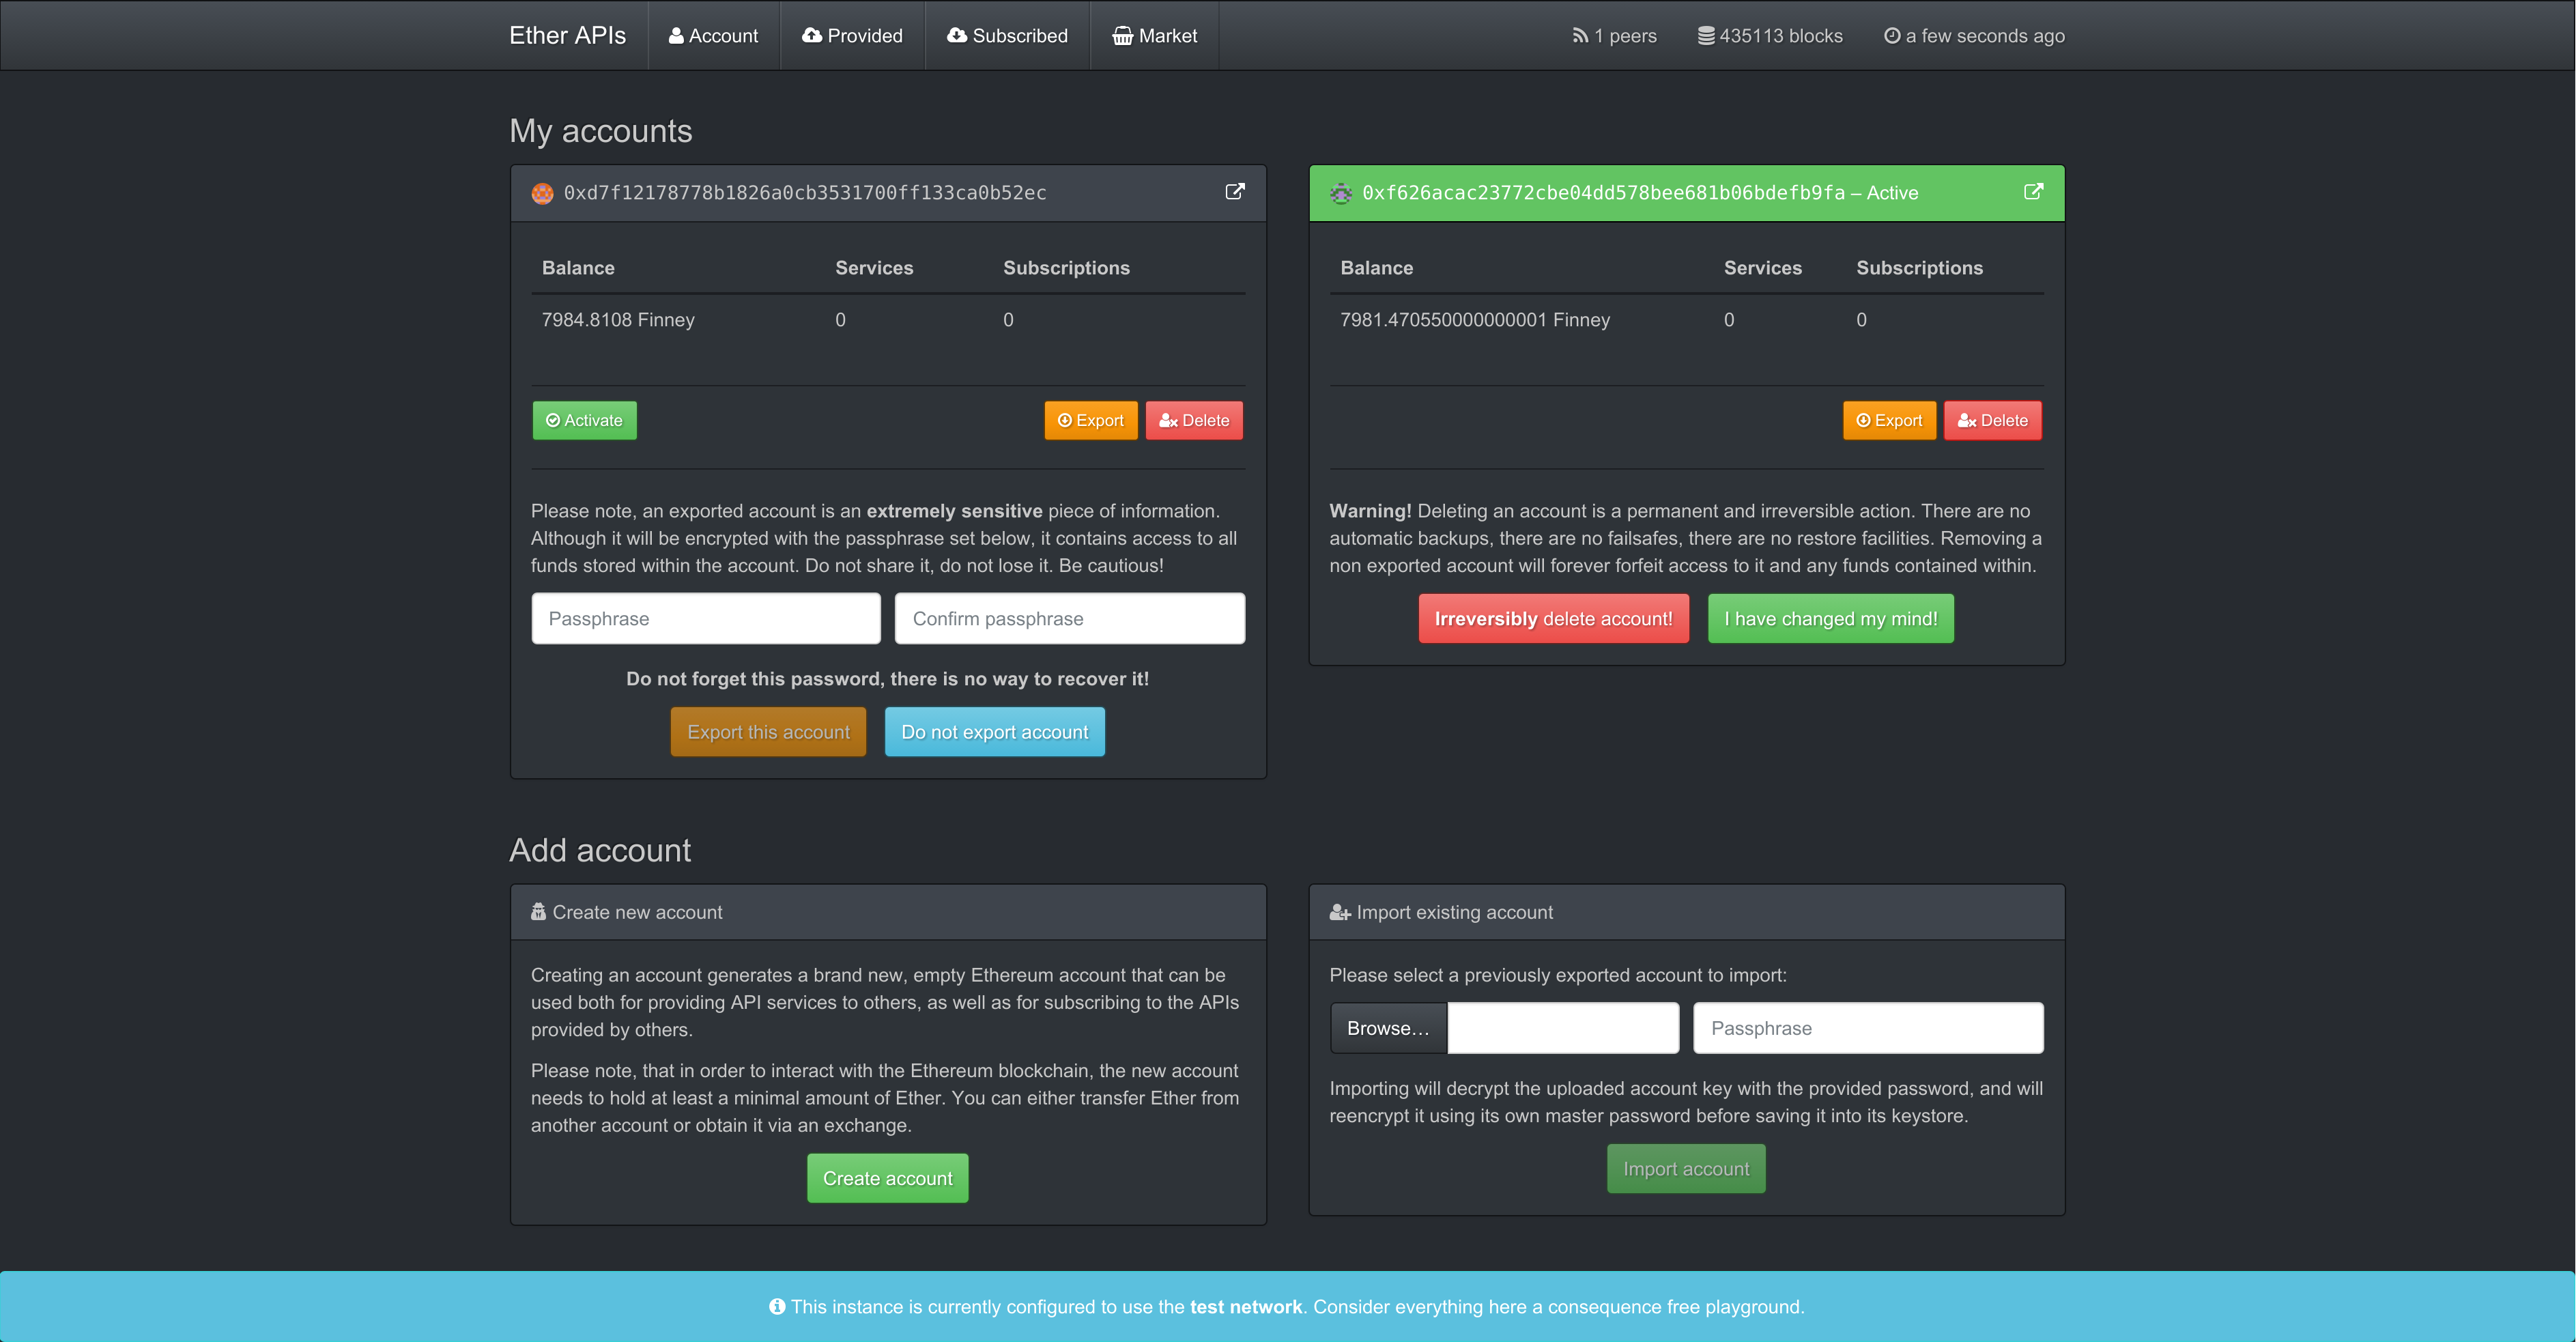 Ether APIs Account Provided Subscribed Market 1 peers 435113 blocks a few seconds ago
My accounts
0xd7f12178778b1826a0cb3531700ff133ca0b52ec
Balance Services Subscriptions
7984.8108 Finney 0 0
Activate Export Delete
Please note, an exported account is an extremely sensitive piece of information.
Although it will be encrypted with the passphrase set below, it contains access to all
funds stored within the account. Do not share it, do not lose it. Be cautious!
Passphrase Confirm passphrase
Do not forget this password, there is no way to recover it!
Export this account Do not export account
0xf626acac23772cbe04dd578bee681b06bdefb9fa – Active
Balance Services Subscriptions
7981.470550000000001 Finney 0 0
Export Delete
Warning! Deleting an account is a permanent and irreversible action. There are no
automatic backups, there are no failsafes, there are no restore facilities. Removing a
non exported account will forever forfeit access to it and any funds contained within.
Irreversibly delete account! I have changed my mind!
Add account
Create new account
Creating an account generates a brand new, empty Ethereum account that can be
used both for providing API services to others, as well as for subscribing to the APIs
provided by others.
Please note, that in order to interact with the Ethereum blockchain, the new account
needs to hold at least a minimal amount of Ether. You can either transfer Ether from
another account or obtain it via an exchange.
Create account
Import existing account
Please select a previously exported account to import:
Browse… Passphrase
Importing will decrypt the uploaded account key with the provided password, and will
reencrypt it using its own master password before saving it into its keystore.
Import account
This instance is currently configured to use the test network. Consider everything here a consequence free playground.